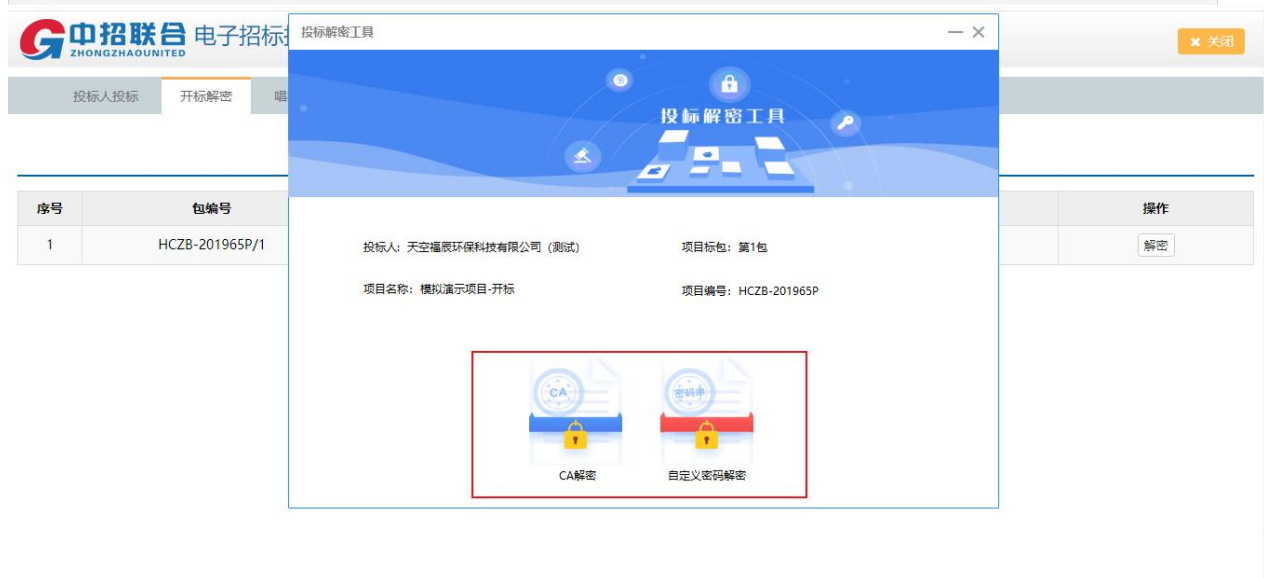 中招联合 电子招标
ZHONGZHAOUNITED
关闭
投标人投标
开标解密
唱
序号
包编号
操作
1
HCZB-201965P/1
解密
投标解密工具
投标解密工具
投标人：天空福辰环保科技有限公司（测试）
项目标包：第1包
项目名称：模拟演示项目-开标
项目编号：HCZB-201965P
CA
密码串
CA解密
自定义密码解密